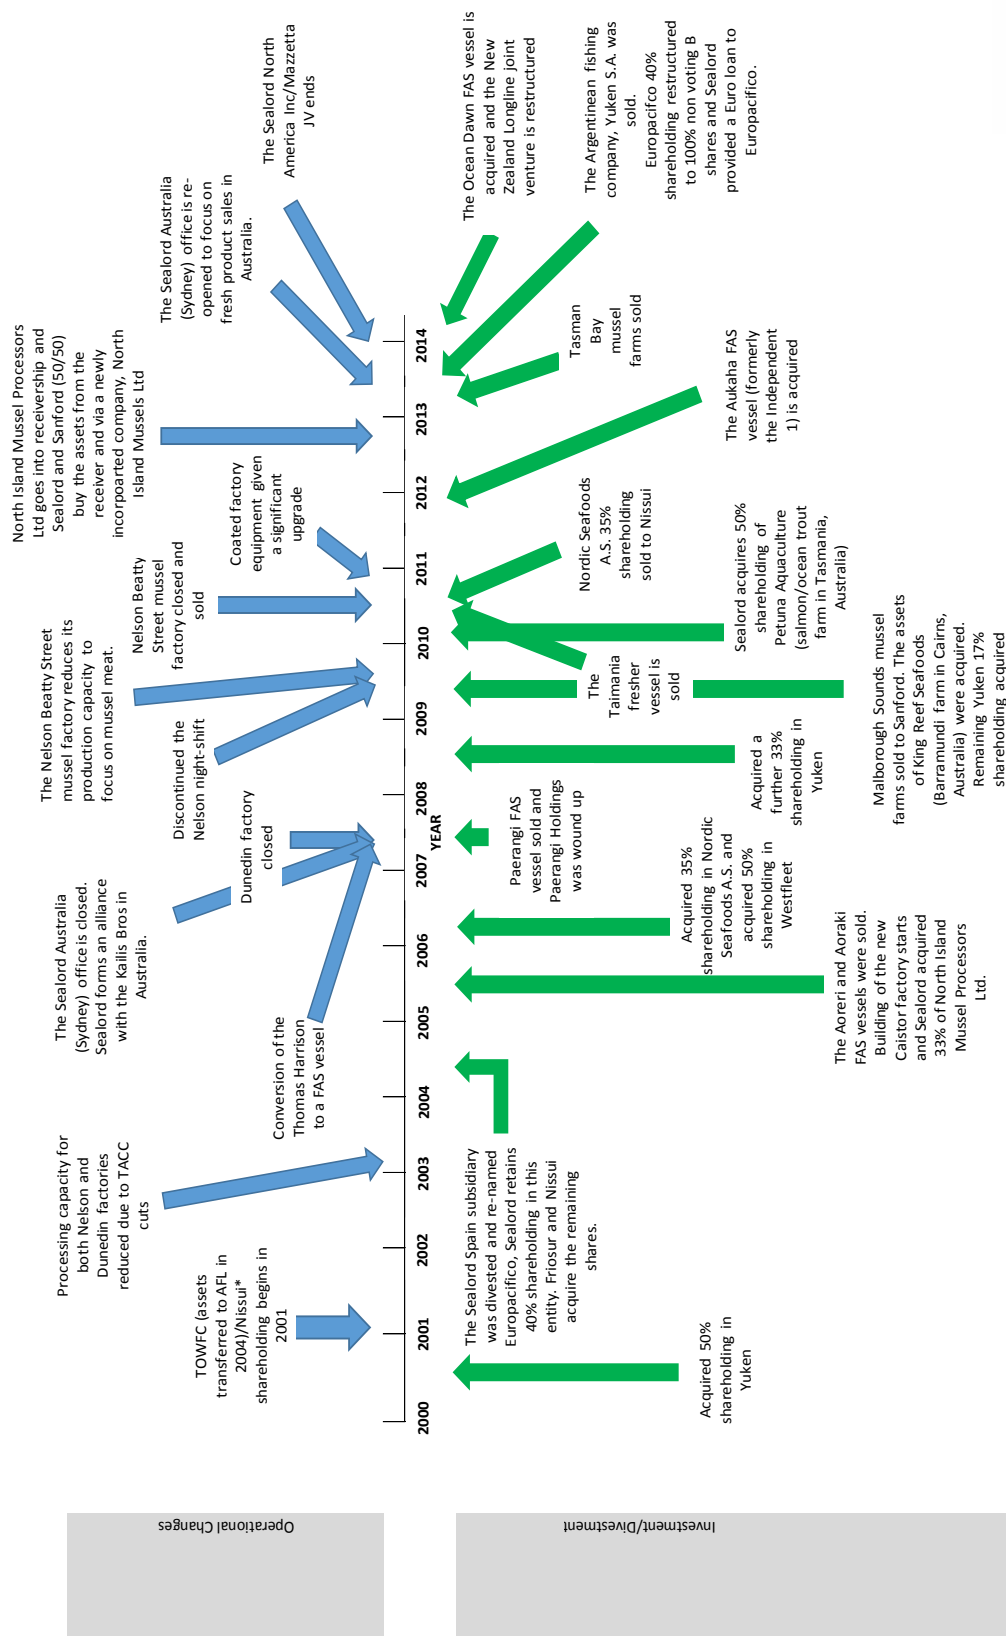 Operational Changes
TOWFC (assets
transferred to AFL in
2004)/Nissui*
shareholding begins in
2001
Processing capacity for
both Nelson and
Dunedin factories
reduced due to TACC
cuts
Conversion of the
Thomas Harrison
to a FAS vessel
The Sealord Australia
(Sydney) office is closed.
Sealord forms an alliance
with the Kailis Bros in
Australia.
Dunedin factory
closed
Discontinued the
Nelson night-shift
The Nelson Beatty Street
mussel factory reduces its
production capacity to
focus on mussel meat.
Nelson Beatty
Street mussel
factory closed and
sold
Coated factory
equipment given
a significant
upgrade
North Island Mussel Processors
Ltd goes into receivership and
Sealord and Sanford (50/50)
buy the assets from the
receiver and via a newly
incorpoarted company, North
Island Mussels Ltd
The Sealord Australia
(Sydney) office is re-
opened to focus on
fresh product sales in
Australia.
The Sealord North
America Inc/Mazzetta
JV ends
2000
2001
2002
2003
2004
2005
2006
2007
2008
2009
2010
2011
2012
2013
2014
YEAR
Investment/Divestment
Acquired 50%
shareholding in
Yuken
The Sealord Spain subsidiary
was divested and re-named
Europacifico, Sealord retains
40% shareholding in this
entity. Friosur and Nissui
acquire the remaining
shares.
The Aoreri and Aoraki
FAS vessels were sold.
Building of the new
Caistor factory starts
and Sealord acquired
33% of North Island
Mussel Processors
Ltd.
Acquired 35%
shareholding in Nordic
Seafoods A.S. and
acquired 50%
shareholding in
Westfleet
Paerangi FAS
vessel sold and
Paerangi Holdings
was wound up
Acquired a
further 33%
shareholding in
Yuken
Malborough Sounds mussel
farms sold to Sanford. The assets
of King Reef Seafoods
(Barramundi farm in Cairns,
Australia) were acquired.
Remaining Yuken 17%
shareholding acquired
The
Taimania
fresher
vessel is
sold
Sealord acquires 50%
shareholding of
Petuna Aquaculture
(salmon/ocean trout
farm in Tasmania,
Australia)
Nordic Seafoods
A.S. 35%
shareholding
sold to Nissui
The Aukaha FAS
vessel (formerly
the Independent
1) is acquired
Tasman
Bay
mussel
farms sold
The Argentinean fishing
company, Yuken S.A. was
sold.
Europacifco 40%
shareholding restructured
to 100% non voting B
shares and Sealord
provided a Euro loan to
Europacifico.
The Ocean Dawn FAS vessel is
acquired and the New
Zealand Longline joint
venture is restructured